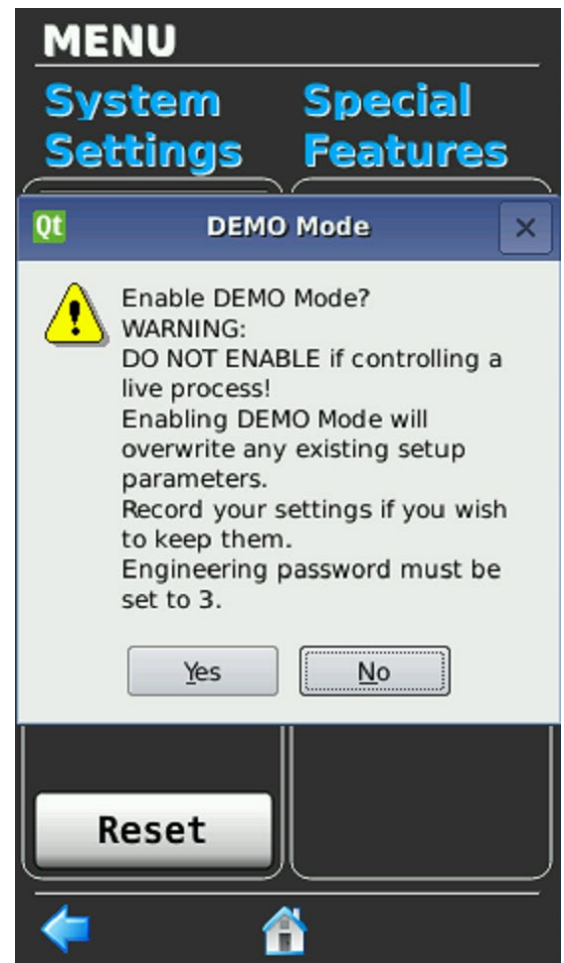 MENU
System Special
Settings Features
Qt DEMO Mode
Enable DEMO Mode?
WARNING:
DO NOT ENABLE if controlling a
live process!
Enabling DEMO Mode will
overwrite any existing setup
parameters.
Record your settings if you wish
to keep them.
Engineering password must be
set to 3.
Yes No
Reset